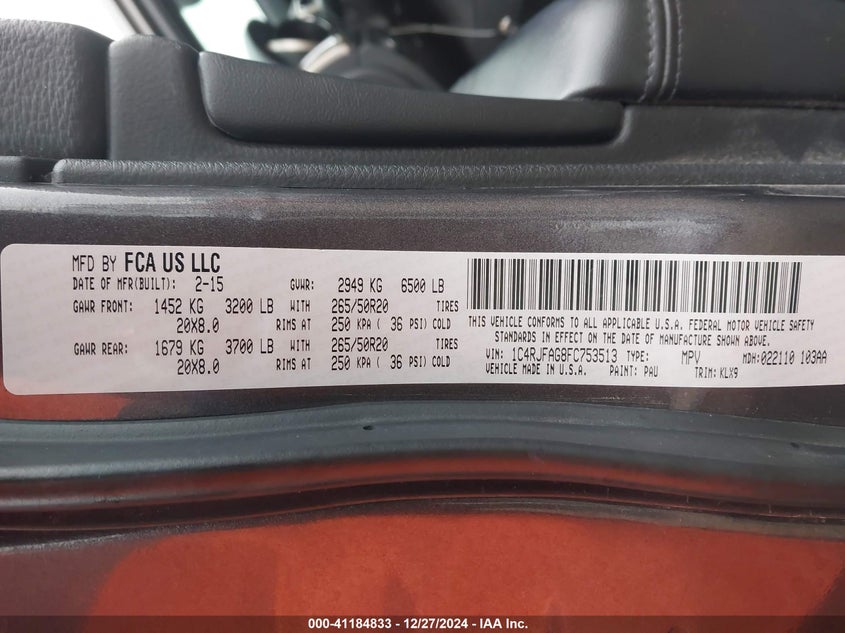 MFD BY FCA US LLC
DATE OF MFR(BUILT): 2-15 GVWR: 2949 KG 6500 LB
GAWR FRONT: 1452 KG 3200 LB WITH 265/50R20 TIRES
20X8.0 RIMS AT 250 KPA ( 36 PSI) COLD
GAWR REAR: 1679 KG 3700 LB WITH 265/50R20 TIRES
20X8.0 RIMS AT 250 KPA ( 36 PSI) COLD
THIS VEHICLE CONFORMS TO ALL APPLICABLE U.S.A. FEDERAL MOTOR VEHICLE SAFETY
STANDARDS IN EFFECT ON THE DATE OF MANUFACTURE SHOWN ABOVE.
VIN: 1C4RJFAG8FC753513 TYPE: MPV MDH: 022110 103AA
VEHICLE MADE IN U.S.A. PAINT: PAU TRIM: KLX9
000-41184833 - 12/27/2024 - IAA Inc.